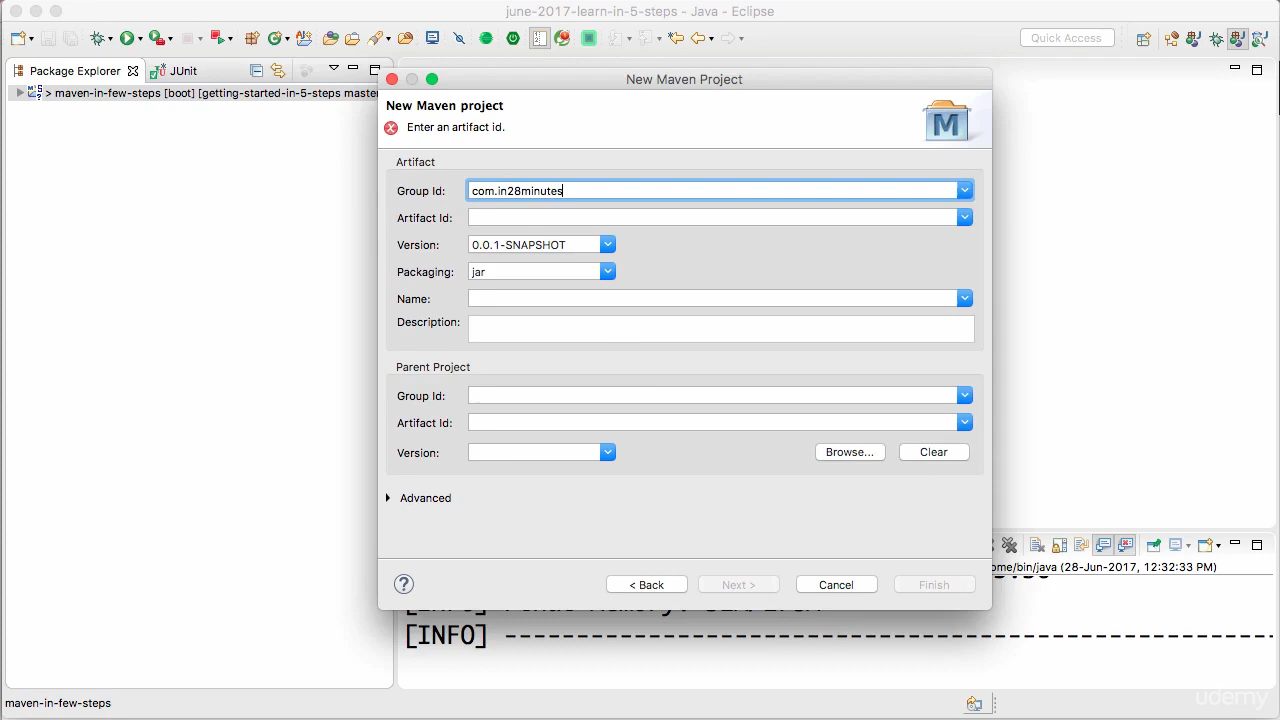 june-2017-learn-in-5-steps - Java - Eclipse
Quick Access
Package Explorer JUnit
> maven-in-few-steps [boot] [getting-started-in-5-steps master
New Maven Project
New Maven project
Enter an artifact id.
M
Artifact
Group Id: com.in28minutes
Artifact Id:
Version: 0.0.1-SNAPSHOT
Packaging: jar
Name:
Description:
Parent Project
Group Id:
Artifact Id:
Version: Browse... Clear
Advanced
? < Back Next > Cancel Finish
ome/bin/java (28-Jun-2017, 12:32:33 PM)
[INFO]
[INFO] ------------------------------------------------
maven-in-few-steps
udemy